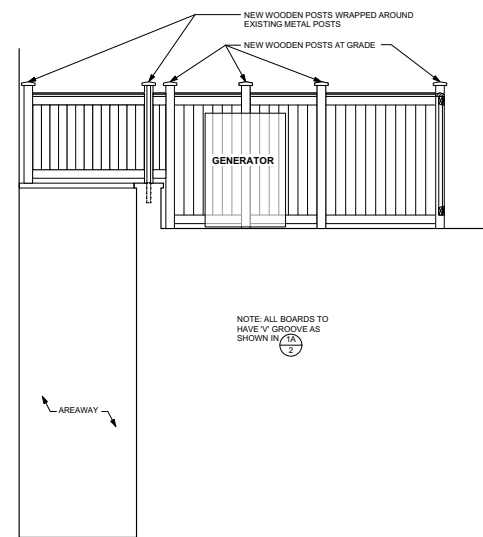 NEW WOODEN POSTS WRAPPED AROUND
EXISTING METAL POSTS
NEW WOODEN POSTS AT GRADE
GENERATOR
NOTE: ALL BOARDS TO
HAVE 'V' GROOVE AS
SHOWN IN 1A
2
AREAWAY